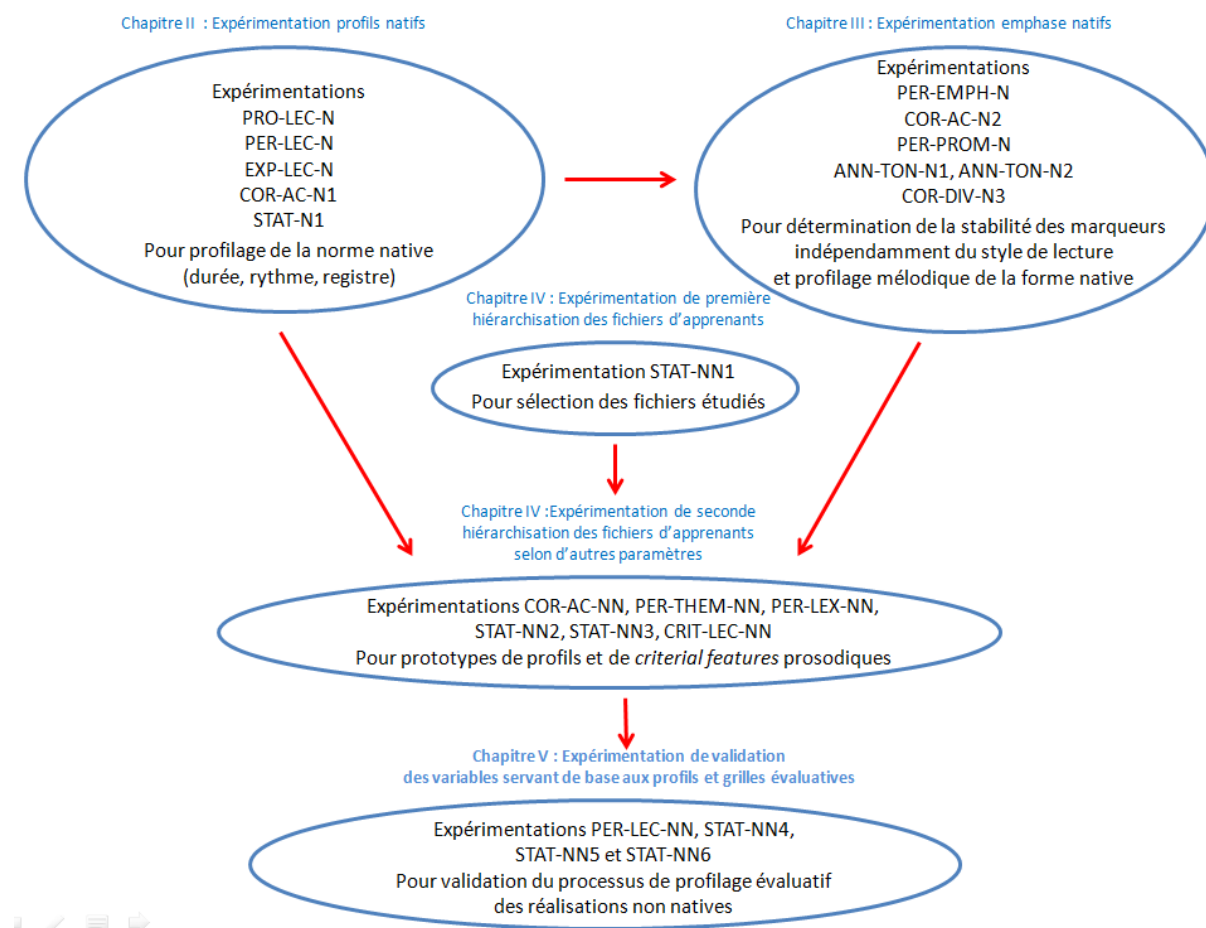 Chapitre II : Expérimentation profils natifs
Expérimentations
PRO-LEC-N
PER-LEC-N
EXP-LEC-N
COR-AC-N1
STAT-N1
Pour profilage de la norme native
(durée, rythme, registre)
Chapitre III : Expérimentation emphase natifs
Expérimentations
PER-EMPH-N
COR-AC-N2
PER-PROM-N
ANN-TON-N1, ANN-TON-N2
COR-DIV-N3
Pour détermination de la stabilité des marqueurs
indépendamment du style de lecture
et profilage mélodique de la forme native
Chapitre IV : Expérimentation de première
hiérarchisation des fichiers d'apprenants
Expérimentation STAT-NN1
Pour sélection des fichiers étudiés
Chapitre IV :Expérimentation de seconde
hiérarchisation des fichiers d'apprenants
selon d'autres paramètres
Expérimentations COR-AC-NN, PER-THEM-NN, PER-LEX-NN,
STAT-NN2, STAT-NN3, CRIT-LEC-NN
Pour prototypes de profils et de criterial features prosodiques
Chapitre V : Expérimentation de validation
des variables servant de base aux profils et grilles évaluatives
Expérimentations PER-LEC-NN, STAT-NN4,
STAT-NN5 et STAT-NN6
Pour validation du processus de profilage évaluatif
des réalisations non natives